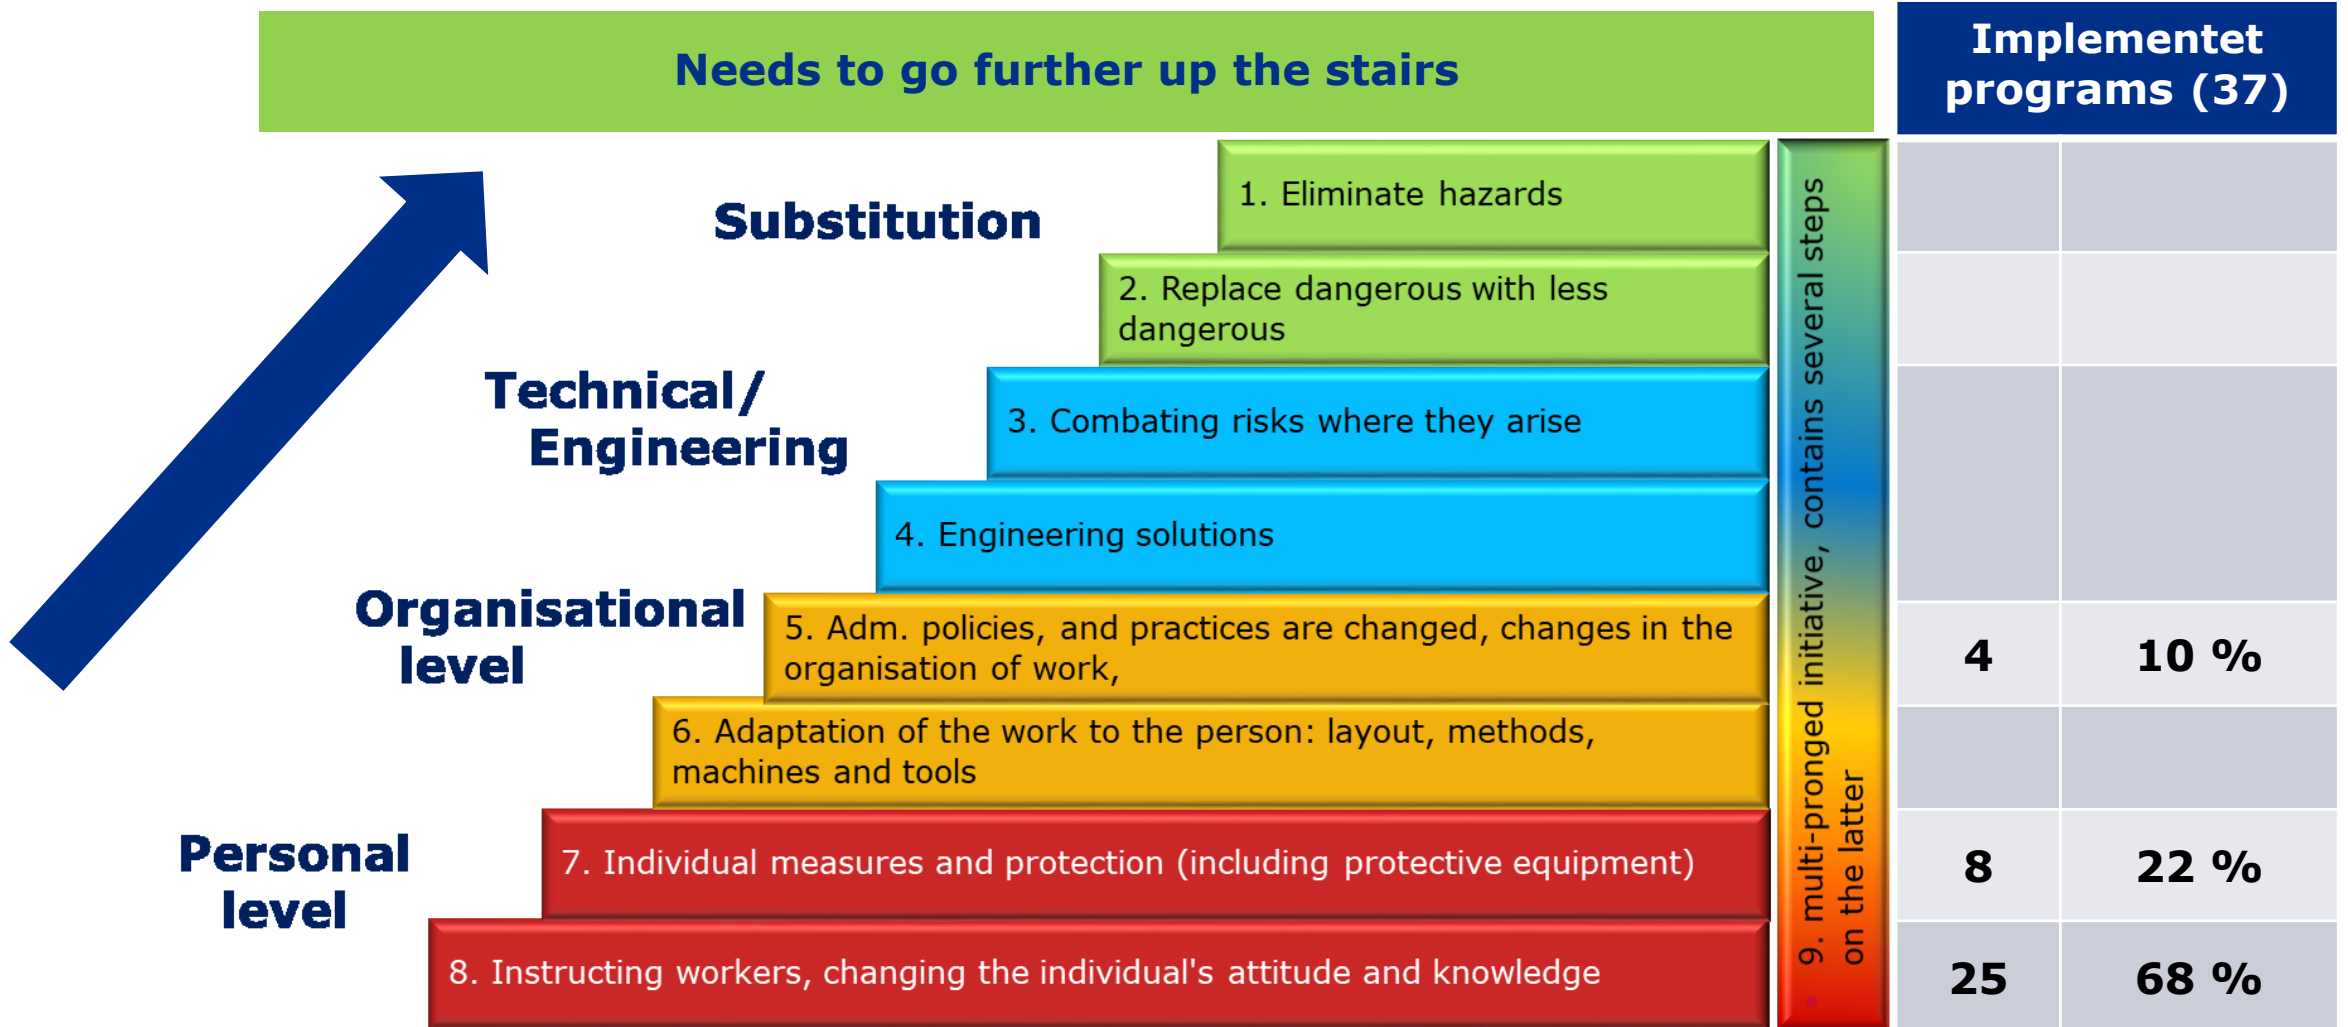 Needs to go further up the stairs
Implementet
programs (37)
Substitution
1. Eliminate hazards
2. Replace dangerous with less
dangerous
Technical/
Engineering
3. Combating risks where they arise
4. Engineering solutions
Organisational
level
5. Adm. policies, and practices are changed, changes in the
organisation of work,
4 10 %
6. Adaptation of the work to the person: layout, methods,
machines and tools
Personal
level
7. Individual measures and protection (including protective equipment)
8 22 %
8. Instructing workers, changing the individual's attitude and knowledge
25 68 %
9. multi-pronged initiative, contains several steps
on the latter